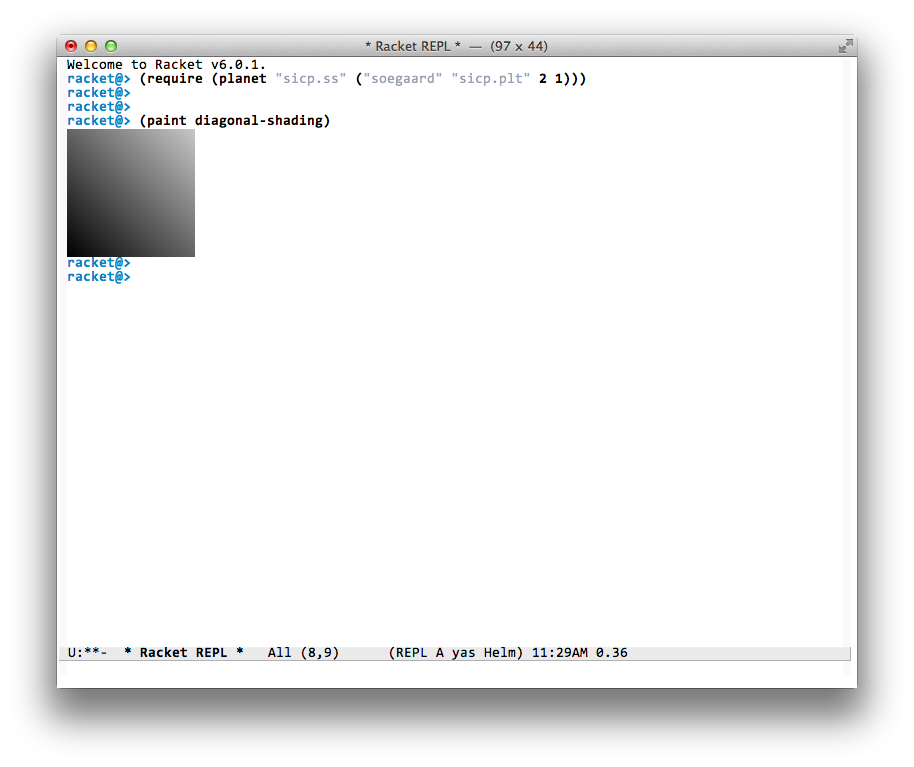 * Racket REPL *  —  (97 x 44)
Welcome to Racket v6.0.1.
racket@> (require (planet "sicp.ss" ("soegaard" "sicp.plt" 2 1)))
racket@>
racket@>
racket@> (paint diagonal-shading)
racket@>
racket@>
U:**-  * Racket REPL *   All (8,9)      (REPL A yas Helm) 11:29AM 0.36